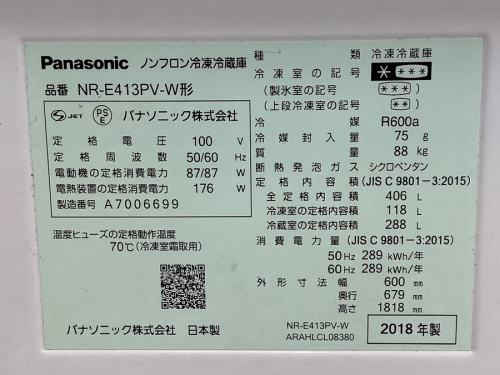 Panasonic ノンフロン冷凍冷蔵庫
品番 NR-E413PV-W形
S JET PS E パナソニック株式会社
定格電圧 100 V
定格周波数 50/60 Hz
電動機の定格消費電力 87/87 W
電熱装置の定格消費電力 176 W
製造番号 A7006699
温度ヒューズの定格動作温度
70℃(冷凍室霜取用)
パナソニック株式会社 日本製
種類 冷凍冷蔵庫
冷凍室の記号 * ***
(製氷室の記号) (***)
(上段冷凍室の記号) (**)
冷媒 R600a
冷媒封入量 75 g
質量 88 kg
断熱発泡ガス シクロペンタン
定格内容積 (JIS C 9801-3:2015)
全定格内容積 406 L
冷凍室の定格内容積 118 L
冷蔵室の定格内容積 288 L
消費電力量 (JIS C 9801-3:2015)
50 Hz 289 kWh/年
60 Hz 289 kWh/年
外形寸法 幅 600 mm
奥行 679 mm
高さ 1818 mm
NR-E413PV-W
ARAHLCL08380
2018年製